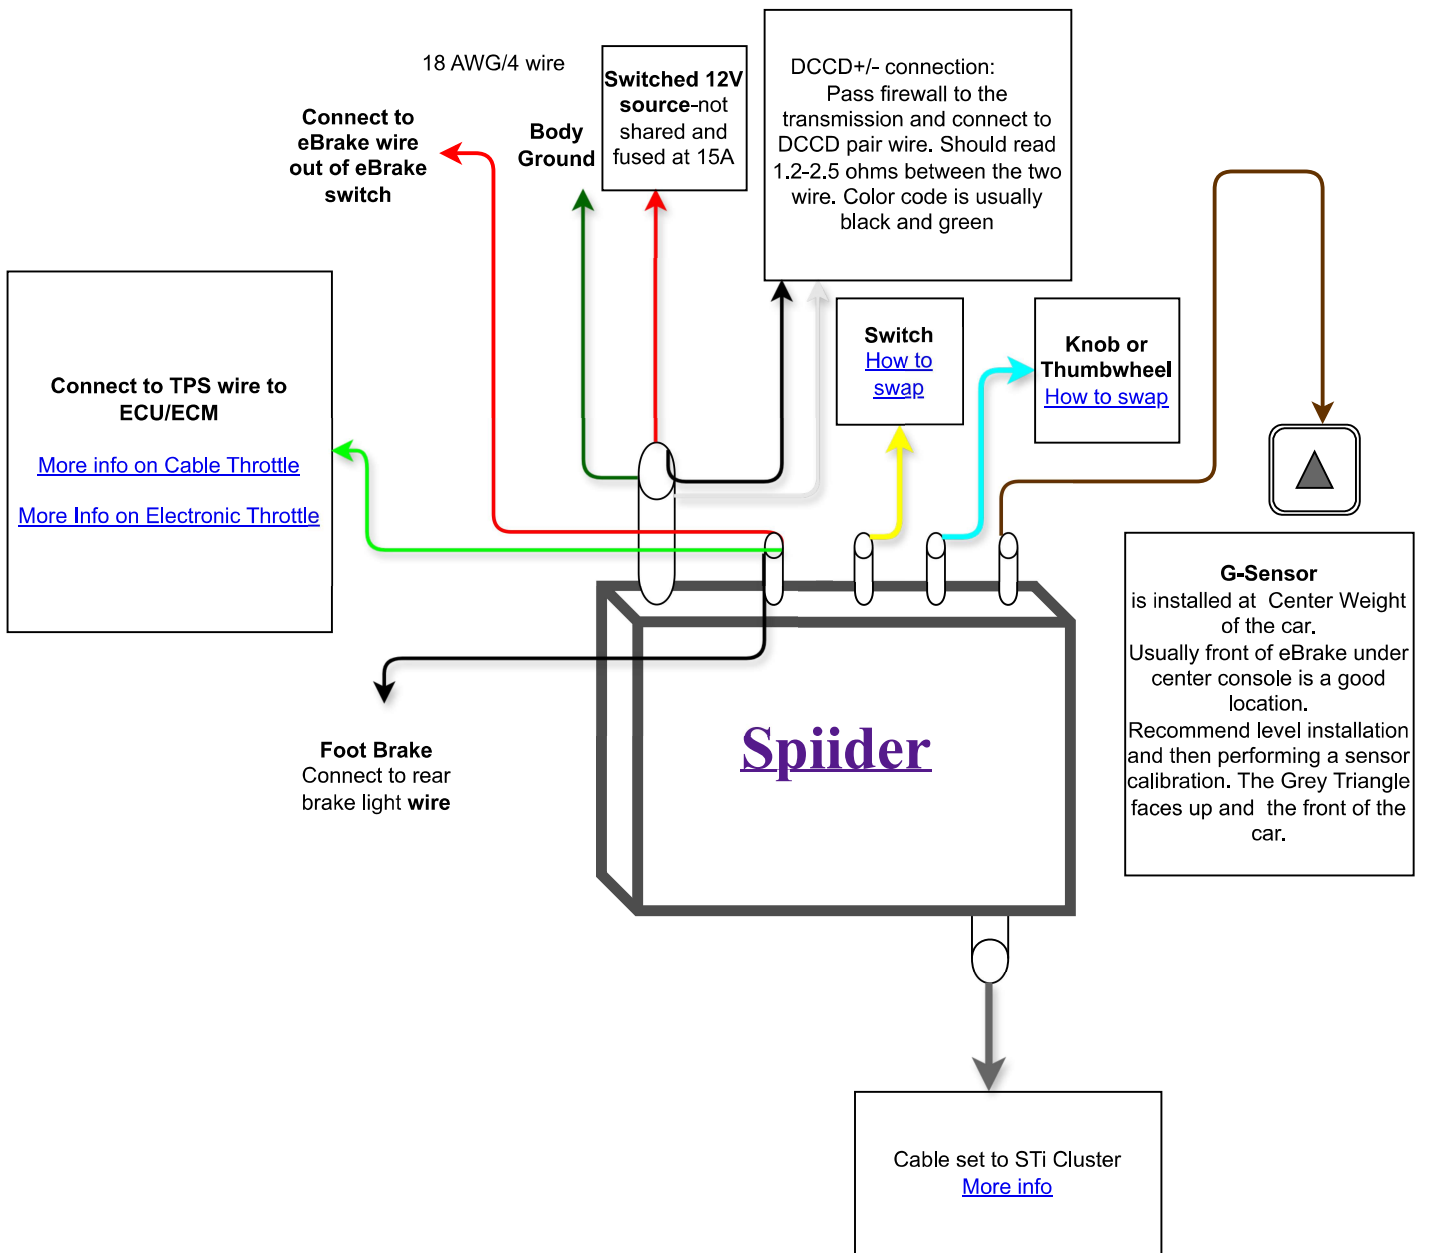 18 AWG/4 wire
Connect to
eBrake wire
out of eBrake
switch
Body
Ground
Switched 12V
source-not
shared and
fused at 15A
DCCD+/- connection:
Pass firewall to the
transmission and connect to
DCCD pair wire. Should read
1.2-2.5 ohms between the two
wire. Color code is usually
black and green
Connect to TPS wire to
ECU/ECM
More info on Cable Throttle
More Info on Electronic Throttle
Switch
How to
swap
Knob or
Thumbwheel
How to swap
G-Sensor
is installed at Center Weight
of the car.
Usually front of eBrake under
center console is a good
location.
Recommend level installation
and then performing a sensor
calibration. The Grey Triangle
faces up and the front of the
car.
Foot Brake
Connect to rear
brake light wire
Spiider
Cable set to STi Cluster
More info